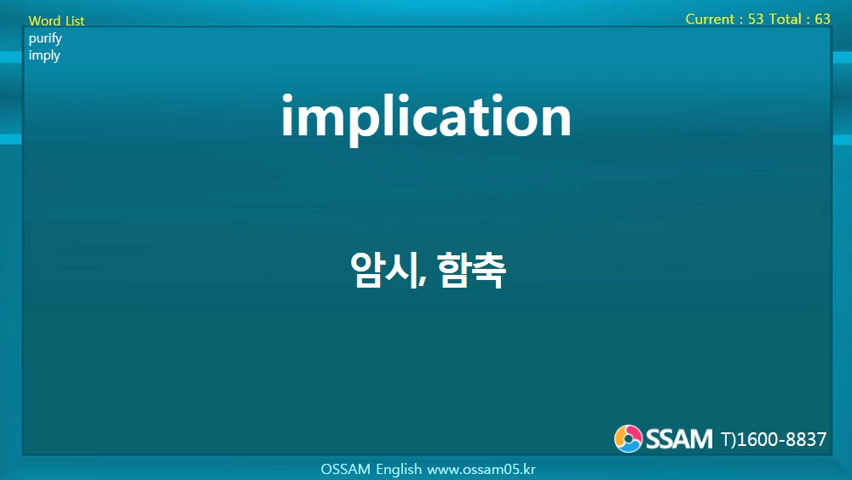 Word List
Current : 53 Total : 63
purify
imply
implication
암시, 함축
OSSAM T)1600-8837
OSSAM English www.ossam05.kr